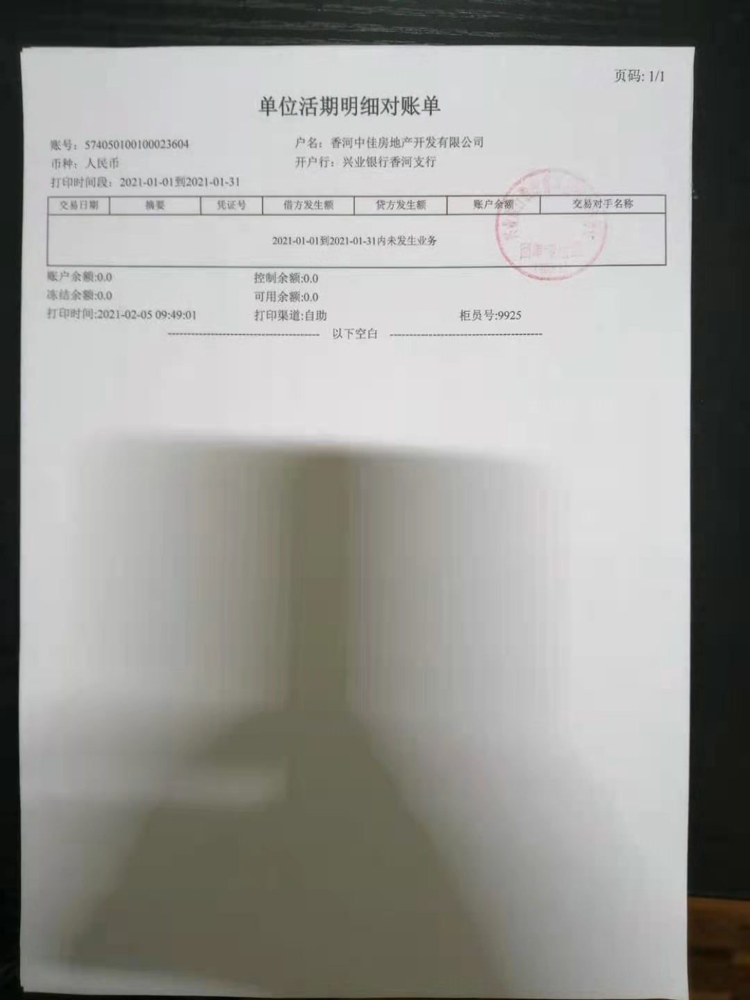 页码: 1/1
单位活期明细对账单
账号：574050100100023604 户名：香河中佳房地产开发有限公司
币种：人民币 开户行：兴业银行香河支行
打印时间段：2021-01-01到2021-01-31
交易日期 摘要 凭证号 借方发生额 贷方发生额 账户余额 交易对手名称
2021-01-01到2021-01-31内未发生业务
账户余额:0.0 控制余额:0.0
冻结余额:0.0 可用余额:0.0
打印时间:2021-02-05 09:49:01 打印渠道:自助 柜员号:9925
以下空白